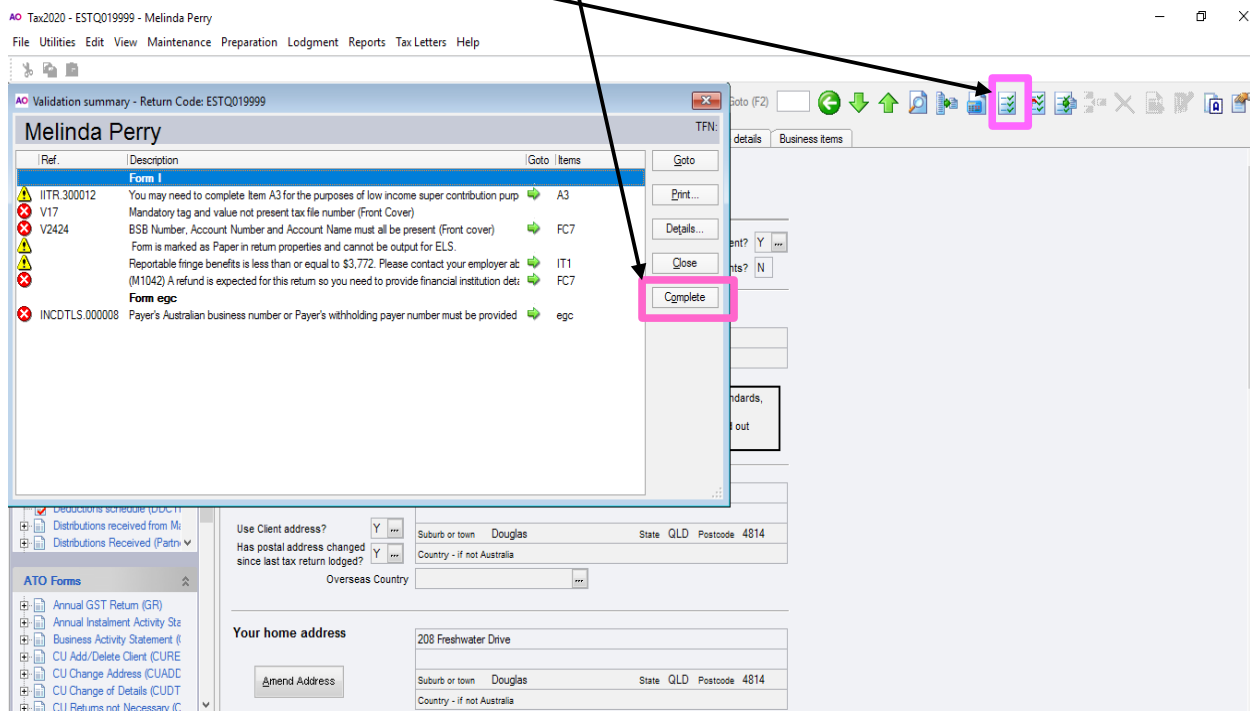 AO Tax2020 - ESTQ019999 - Melinda Perry
File Utilities Edit View Maintenance Preparation Lodgment Reports Tax Letters Help
AO Validation summary - Return Code: ESTQ019999
Goto (F2)
Melinda Perry TFN:
details Business items
Ref. Description Goto Items
Goto
Form I
IITR.300012 You may need to complete Item A3 for the purposes of low income super contribution purp A3
Print...
V17 Mandatory tag and value not present tax file number (Front Cover)
V2424 BSB Number, Account Number and Account Name must all be present (Front cover) FC7
Details...
Form is marked as Paper in return properties and cannot be output for ELS.
ent? Y ...
Reportable fringe benefits is less than or equal to $3,772. Please contact your employer ab IT1
Close
nts? N
(M1042) A refund is expected for this return so you need to provide financial institution deta FC7
Form egc
Complete
INCDTLS.000008 Payer's Australian business number or Payer's withholding payer number must be provided egc
ndards,
d out
Deductions schedule (DDCT
Distributions received from Ma
Distributions Received (Partn
Use Client address? Y ...
Suburb or town Douglas State QLD Postcode 4814
Has postal address changed
since last tax return lodged? Y ...
Country - if not Australia
Overseas Country ...
ATO Forms
Annual GST Return (GR)
Annual Instalment Activity Sta
Business Activity Statement (
CU Add/Delete Client (CURE
CU Change Address (CUADD
CU Change of Details (CUDT
CU Returns not Necessary (C
Your home address
208 Freshwater Drive
Amend Address
Suburb or town Douglas State QLD Postcode 4814
Country - if not Australia